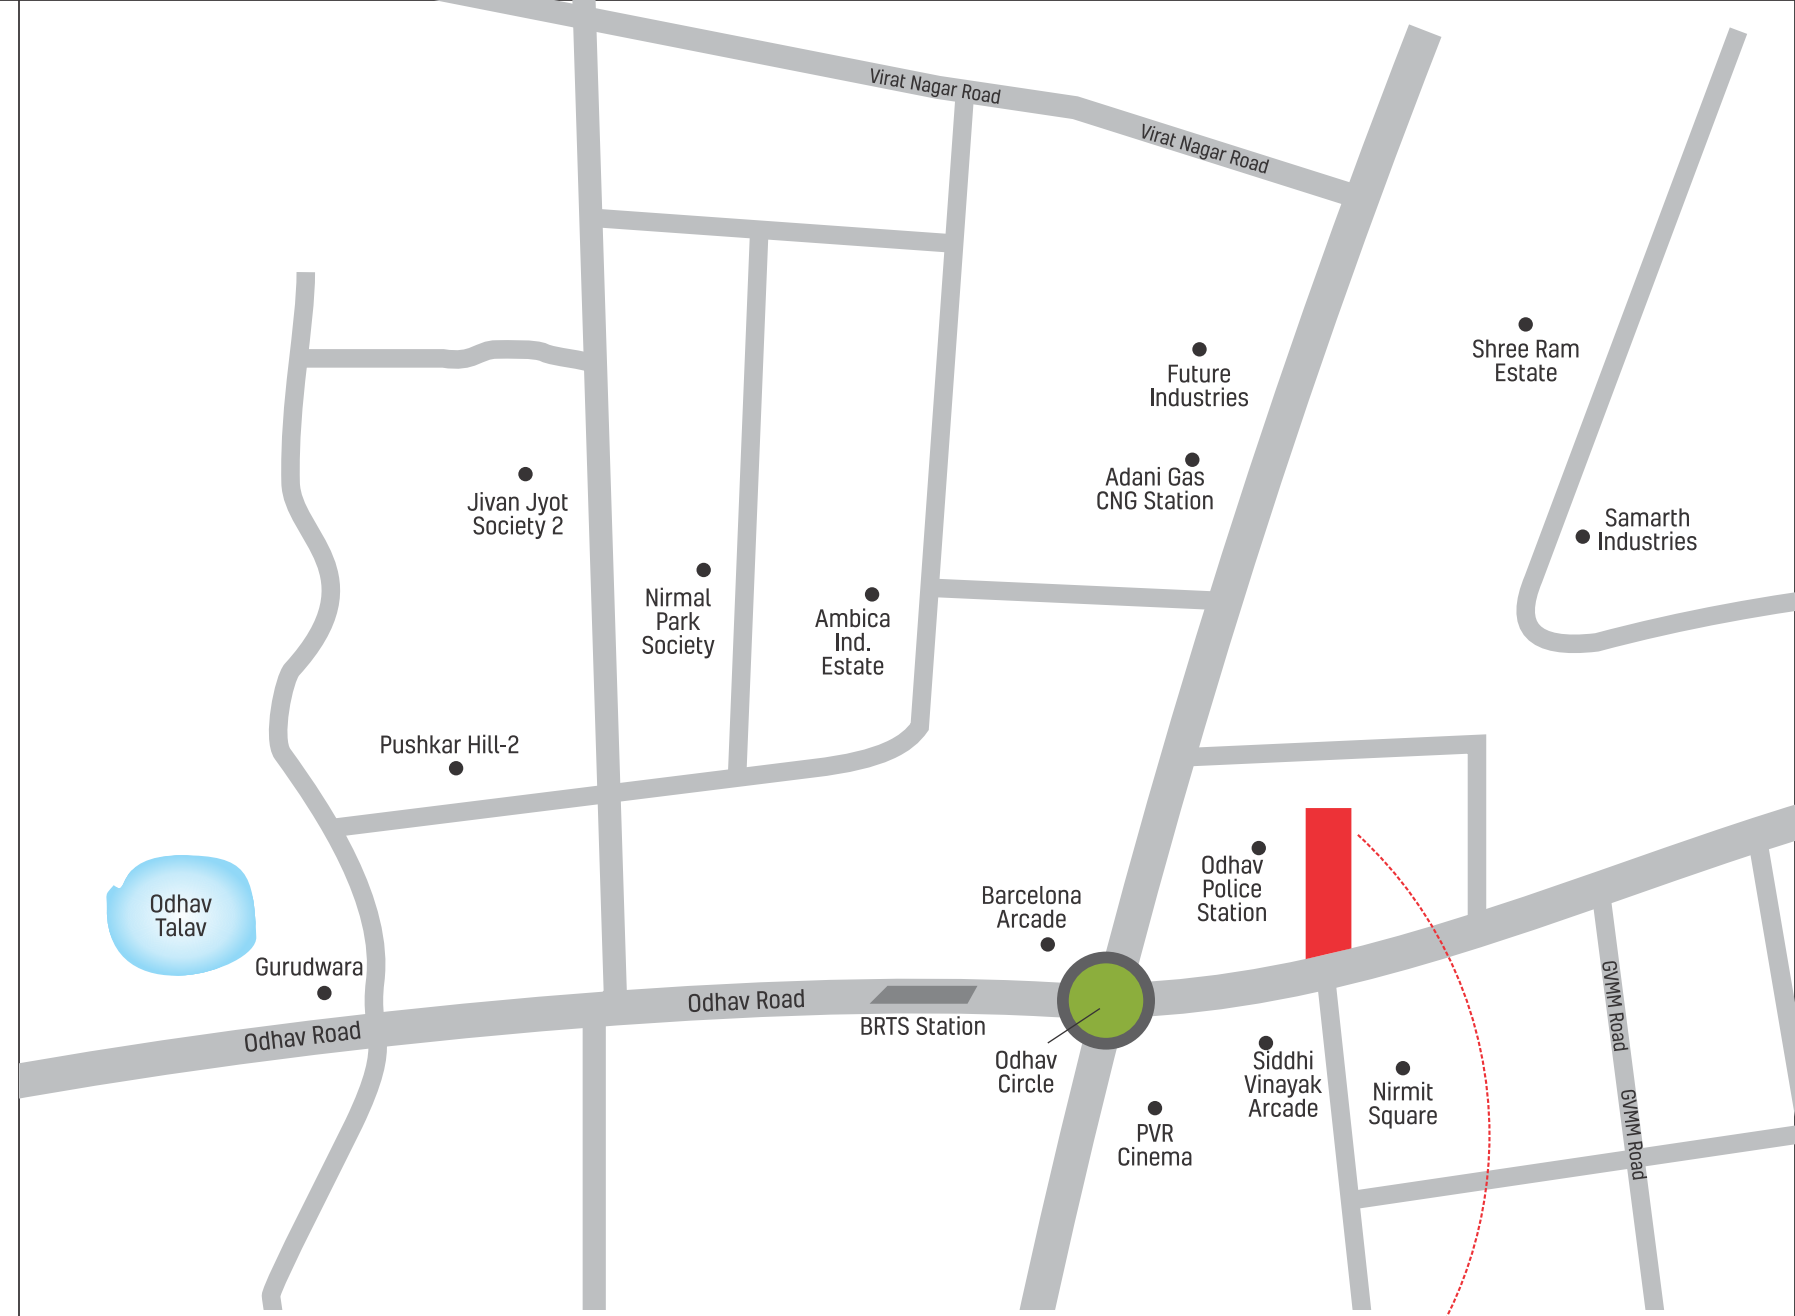 Virat Nagar Road
Virat Nagar Road
Shree Ram
Estate
Future
Industries
Adani Gas
CNG Station
Jivan Jyot
Society 2
Samarth
Industries
Nirmal
Park
Society
Ambica
Ind.
Estate
Pushkar Hill-2
Odhav
Police
Station
Barcelona
Arcade
Odhav
Talav
Gurudwara
Odhav Road
Odhav Road
BRTS Station
Odhav
Circle
Siddhi
Vinayak
Arcade
Nirmit
Square
PVR
Cinema
GVMM Road
GVMM Road